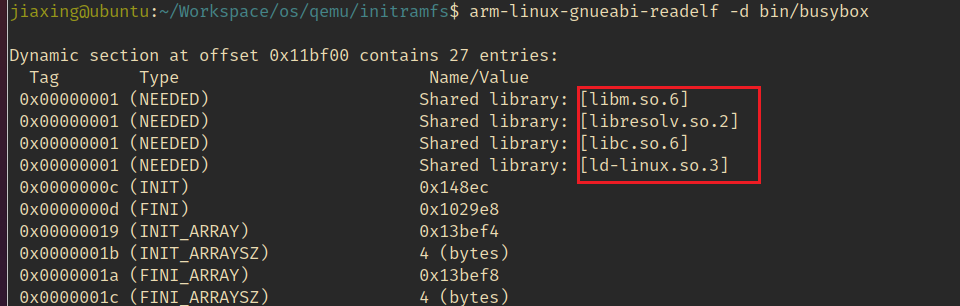 jiaxing@ubuntu:~/Workspace/os/qemu/initramfs$ arm-linux-gnueabi-readelf -d bin/busybox
Dynamic section at offset 0x11bf00 contains 27 entries:
Tag Type Name/Value
0x00000001 (NEEDED) Shared library: [libm.so.6]
0x00000001 (NEEDED) Shared library: [libresolv.so.2]
0x00000001 (NEEDED) Shared library: [libc.so.6]
0x00000001 (NEEDED) Shared library: [ld-linux.so.3]
0x0000000c (INIT) 0x148ec
0x0000000d (FINI) 0x1029e8
0x00000019 (INIT_ARRAY) 0x13bef4
0x0000001b (INIT_ARRAYSZ) 4 (bytes)
0x0000001a (FINI_ARRAY) 0x13bef8
0x0000001c (FINI_ARRAYSZ) 4 (bytes)